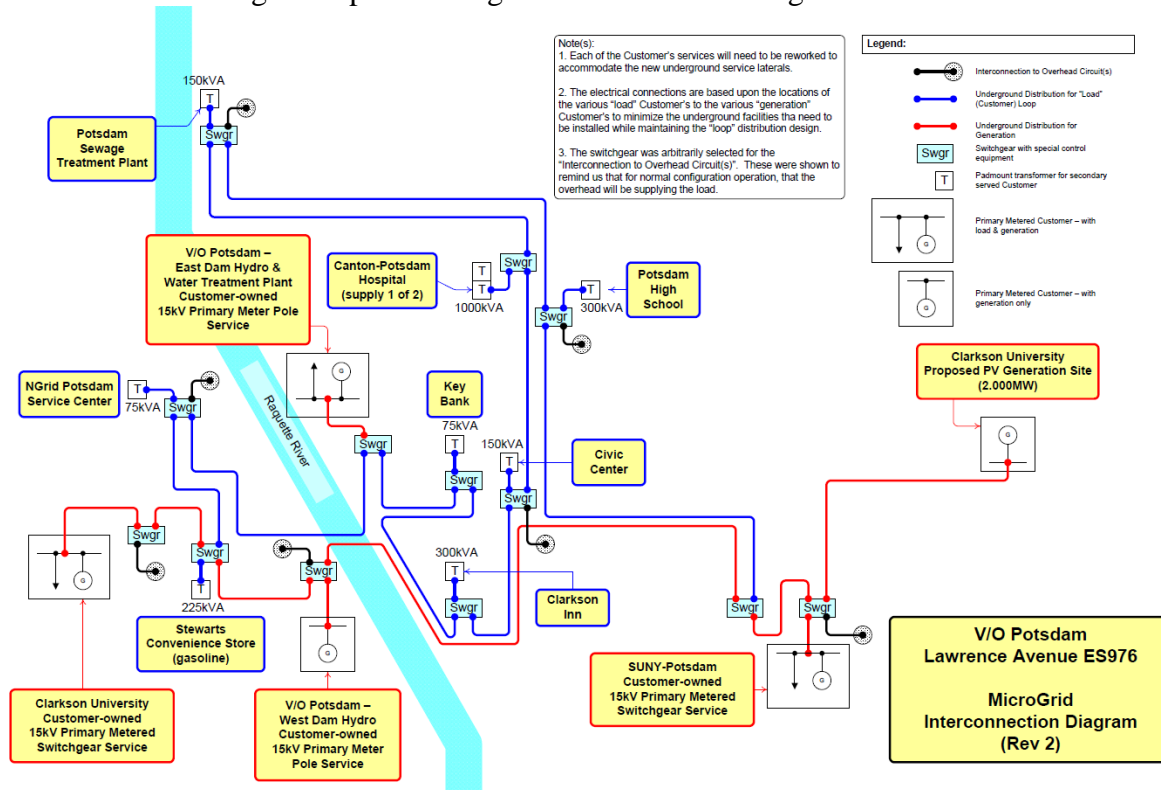 Note(s):
1. Each of the Customer's services will need to be reworked to
accommodate the new underground service laterals.
2. The electrical connections are based upon the locations of
the various "load" Customer's to the various "generation"
Customer's to minimize the underground facilities tha need to
be installed while maintaining the "loop" distribution design.
3. The switchgear was arbitrarily selected for the
"Interconnection to Overhead Circuit(s)". These were shown to
remind us that for normal configuration operation, that the
overhead will be supplying the load.
Legend:
Interconnection to Overhead Circuit(s)
Underground Distribution for "Load"
(Customer) Loop
Underground Distribution for
Generation
Swgr
Switchgear with special control
equipment
T
Padmount transformer for secondary
served Customer
G
Primary Metered Customer – with
load & generation
G
Primary Metered Customer – with
generation only
150kVA
T
Swgr
Potsdam
Sewage
Treatment Plant
V/O Potsdam –
East Dam Hydro &
Water Treatment Plant
Customer-owned
15kV Primary Meter Pole
Service
Canton-Potsdam
Hospital
(supply 1 of 2)
T
T
1000kVA
Swgr
T
300kVA
Swgr
Potsdam
High
School
Clarkson University
Proposed PV Generation Site
(2.000MW)
G
NGrid Potsdam
Service Center
T
75kVA
Swgr
G
Raquette River
Swgr
Key
Bank
75kVA
T
Swgr
150kVA
T
Swgr
Civic
Center
G
Swgr
Swgr
T
225kVA
Swgr
G
300kVA
T
Swgr
Clarkson
Inn
Swgr
Swgr
G
Stewarts
Convenience Store
(gasoline)
Clarkson University
Customer-owned
15kV Primary Metered
Switchgear Service
V/O Potsdam –
West Dam Hydro
Customer-owned
15kV Primary Meter
Pole Service
SUNY-Potsdam
Customer-owned
15kV Primary Metered
Switchgear Service
V/O Potsdam
Lawrence Avenue ES976
MicroGrid
Interconnection Diagram
(Rev 2)